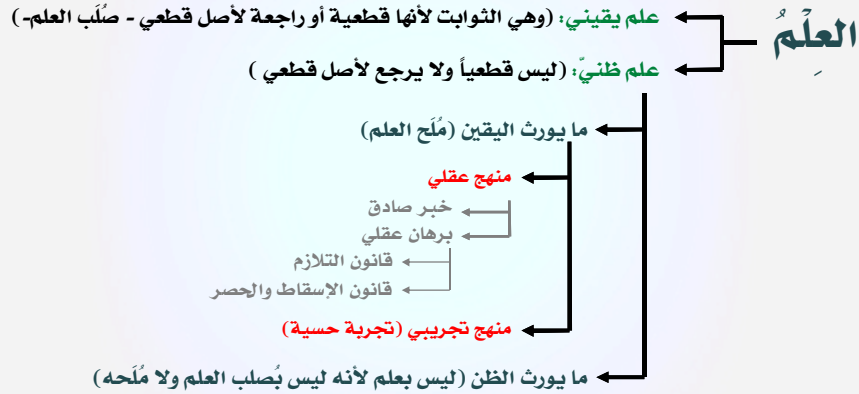 العِلْمُ
علم يقيني: (وهي الثوابت لأنها قطعية أو راجعة لأصل قطعي - صُلَب العلم-)
علم ظنيّ: (ليس قطعياً ولا يرجع لأصل قطعي )
ما يورث اليقين (مُلَح العلم)
منهج عقلي
خبر صادق
برهان عقلي
قانون التلازم
قانون الإسقاط والحصر
منهج تجريبي (تجربة حسية)
ما يورث الظن (ليس بعلم لأنه ليس بُصلب العلم ولا مُلَحه)